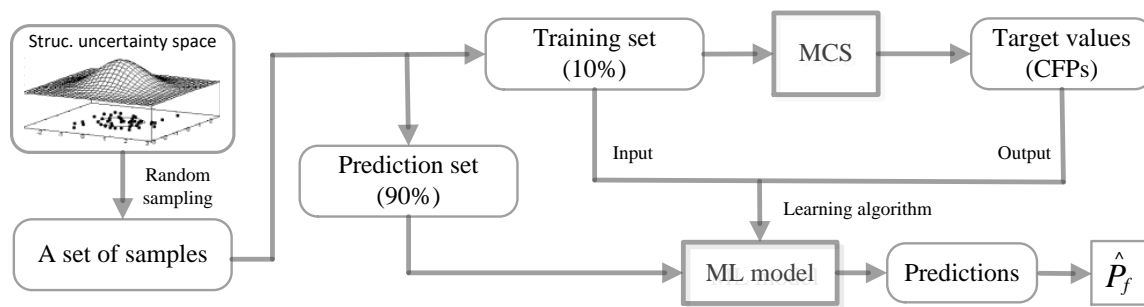 Struc. uncertainty space
Random
sampling
A set of samples
Training set
(10%)
MCS
Target values
(CFPs)
Prediction set
(90%)
Input
Output
Learning algorithm
ML model
Predictions
P̂f